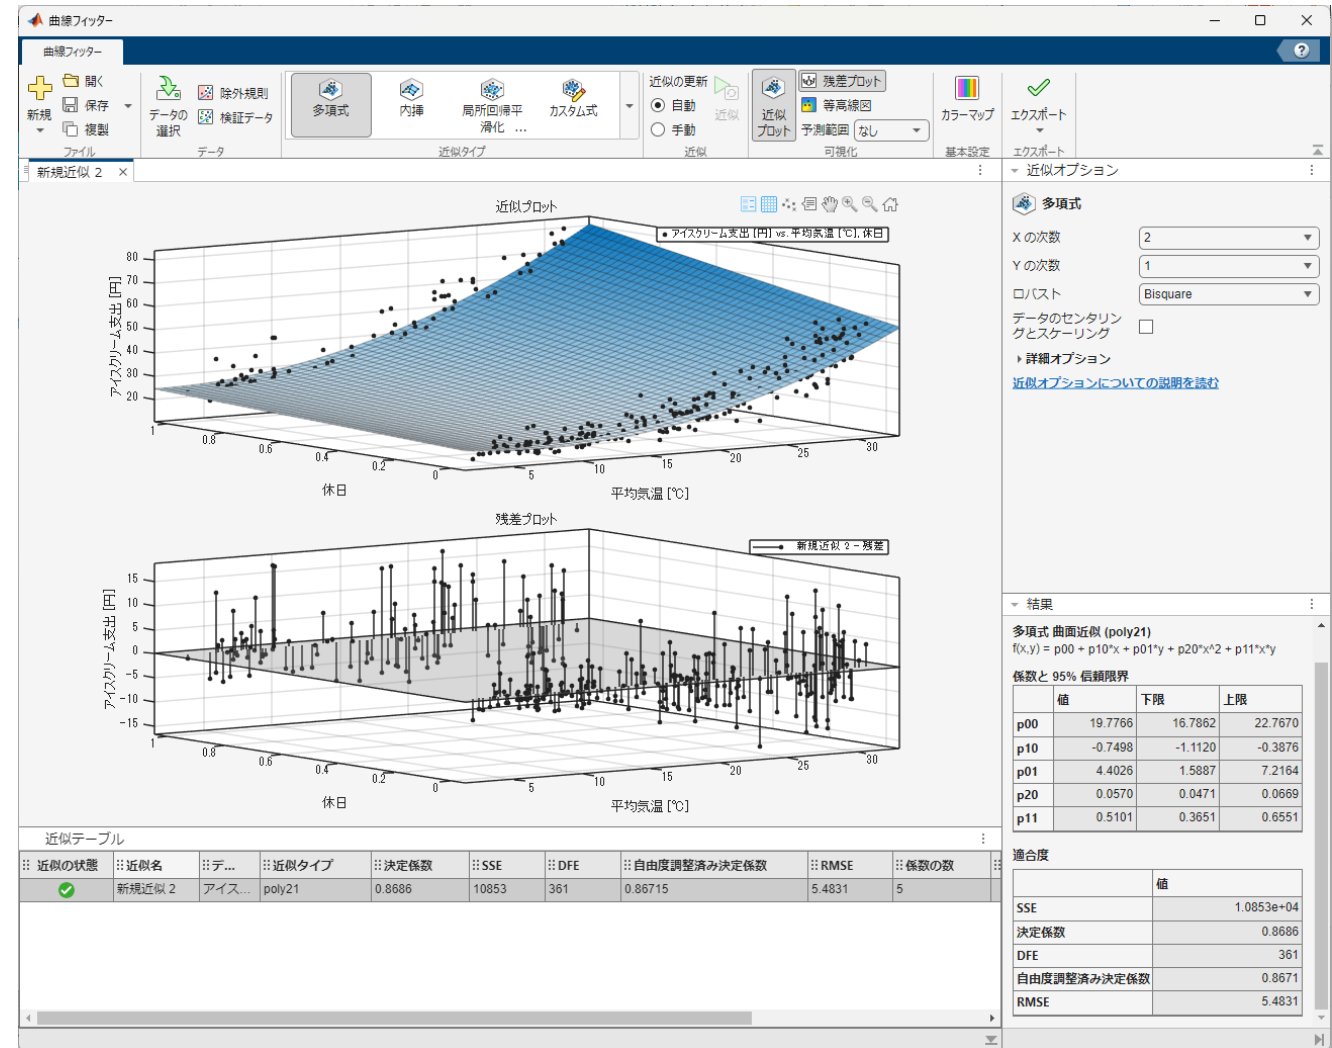 曲線フィッター
曲線フィッター
?
新規
開く
保存
複製
ファイル
データの
選択
除外規則
検証データ
データ
多項式
内挿
局所回帰平
滑化 ...
カスタム式
近似タイプ
近似の更新
自動
手動
近似
近似
近似
プロット
残差プロット
等高線図
予測範囲 なし
可視化
カラーマップ
基本設定
エクスポート
エクスポート
新規近似 2 ×
近似プロット
アイスクリーム支出 [円] vs. 平均気温 [℃], 休日
アイスクリーム支出 [円]
80
70
60
50
40
30
20
1
0.8
0.6
0.4
0.2
0
休日
5
10
15
20
25
30
平均気温 [℃]
残差プロット
新規近似 2 - 残差
アイスクリーム支出 [円]
15
10
5
0
-5
-10
-15
1
0.8
0.6
0.4
0.2
0
休日
5
10
15
20
25
30
平均気温 [℃]
近似テーブル
近似の状態 近似名 デ... 近似タイプ 決定係数 SSE DFE 自由度調整済み決定係数 RMSE 係数の数
新規近似 2 アイス... poly21 0.8686 10853 361 0.86715 5.4831 5
近似オプション
多項式
X の次数 2
Y の次数 1
ロバスト Bisquare
データのセンタリン
グとスケーリング
詳細オプション
近似オプションについての説明を読む
結果
多項式 曲面近似 (poly21)
f(x,y) = p00 + p10*x + p01*y + p20*x^2 + p11*x*y
係数と 95% 信頼限界
値 下限 上限
p00 19.7766 16.7862 22.7670
p10 -0.7498 -1.1120 -0.3876
p01 4.4026 1.5887 7.2164
p20 0.0570 0.0471 0.0669
p11 0.5101 0.3651 0.6551
適合度
値
SSE 1.0853e+04
決定係数 0.8686
DFE 361
自由度調整済み決定係数 0.8671
RMSE 5.4831